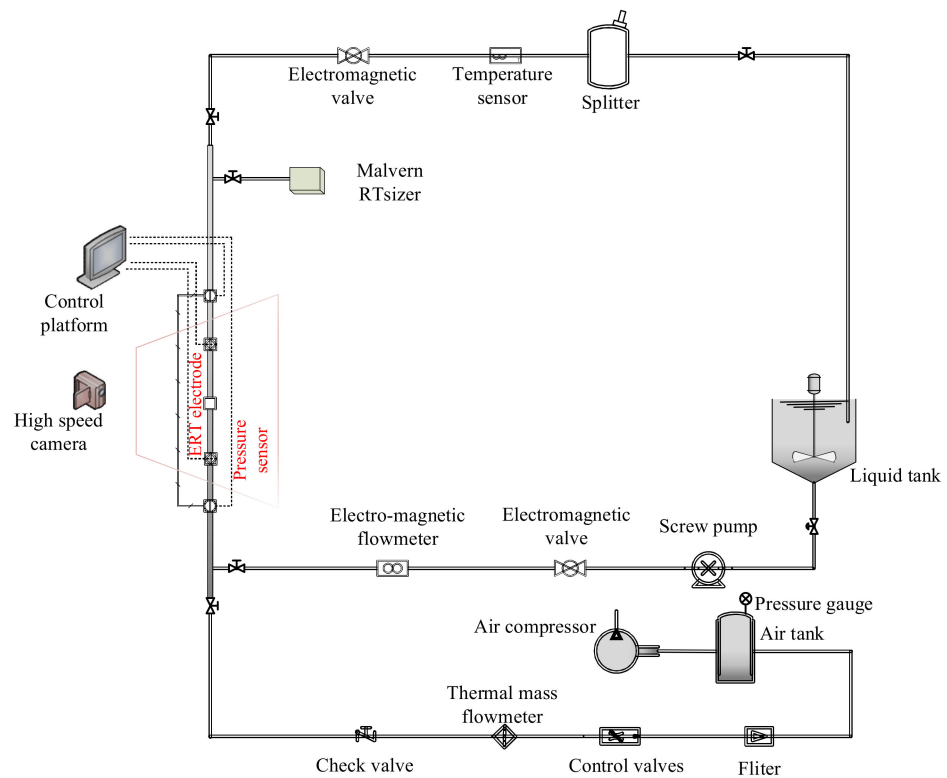 Electromagnetic
valve
Temperature
sensor
Splitter
Malvern
RTsizer
Control
platform
High speed
camera
ERT electrode
Pressure
sensor
Liquid tank
Electro-magnetic
flowmeter
Electromagnetic
valve
Screw pump
Pressure gauge
Air tank
Air compressor
Thermal mass
flowmeter
Check valve
Control valves
Fliter